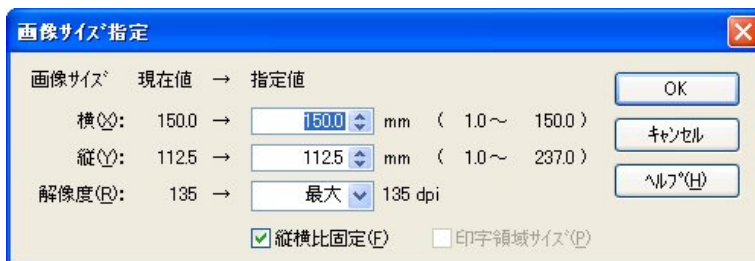 画像ｻｲｽﾞ指定
画像ｻｲｽﾞ 現在値 → 指定値
横(X): 150.0 → 150.0 mm ( 1.0～ 150.0 )
縦(Y): 112.5 → 112.5 mm ( 1.0～ 237.0 )
解像度(R): 135 → 最大 135 dpi
縦横比固定(F) 印字領域ｻｲｽﾞ(P)
OK
ｷｬﾝｾﾙ
ﾍﾙﾌﾟ(H)